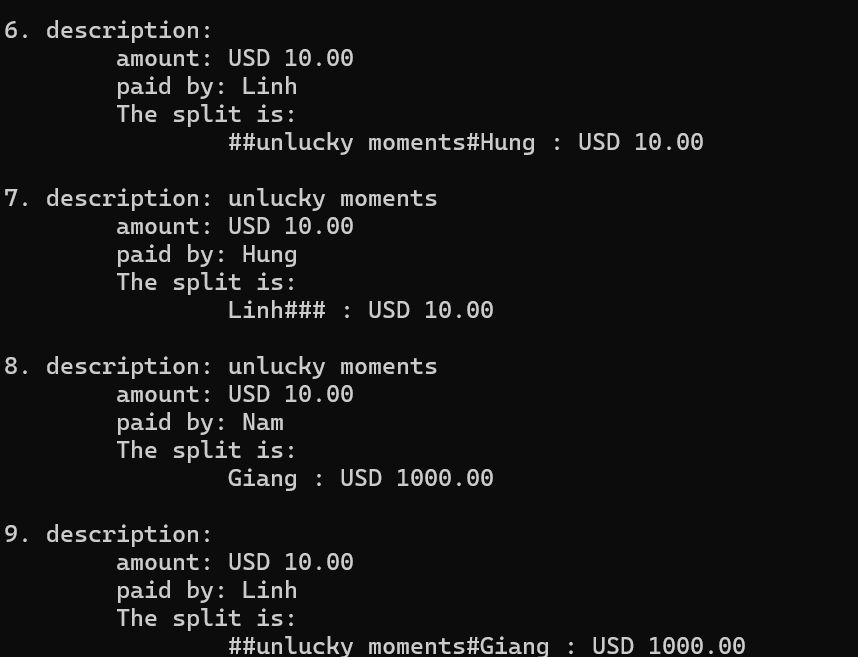 6. description:
amount: USD 10.00
paid by: Linh
The split is:
##unlucky moments#Hung : USD 10.00
7. description: unlucky moments
amount: USD 10.00
paid by: Hung
The split is:
Linh### : USD 10.00
8. description: unlucky moments
amount: USD 10.00
paid by: Nam
The split is:
Giang : USD 1000.00
9. description:
amount: USD 10.00
paid by: Linh
The split is:
##unlucky moments#Giang : USD 1000.00